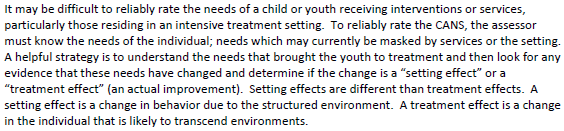 It may be difficult to reliably rate the needs of a child or youth receiving interventions or services,
particularly those residing in an intensive treatment setting.  To reliably rate the CANS, the assessor
must know the needs of the individual; needs which may currently be masked by services or the setting.
A helpful strategy is to understand the needs that brought the youth to treatment and then look for any
evidence that these needs have changed and determine if the change is a “setting effect” or a
“treatment effect” (an actual improvement).  Setting effects are different than treatment effects.  A
setting effect is a change in behavior due to the structured environment.  A treatment effect is a change
in the individual that is likely to transcend environments.